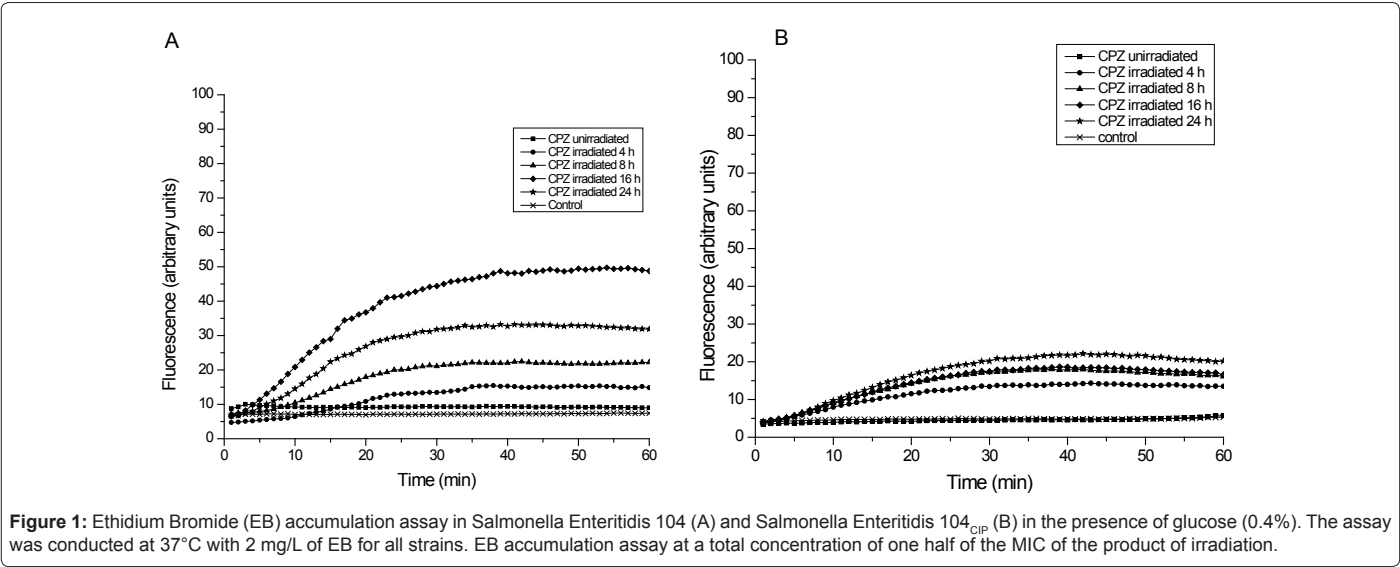 A
100
90
80
70
60
50
40
30
20
10
0
Fluorescence (arbitrary units)
0 10 20 30 40 50 60
Time (min)
CPZ unirradiated
CPZ irradiated 4 h
CPZ irradiated 8 h
CPZ irradiated 16 h
CPZ irradiated 24 h
Control
B
100
90
80
70
60
50
40
30
20
10
0
Fluorescence (arbitrary units)
0 10 20 30 40 50 60
Time (min)
CPZ unirradiated
CPZ irradiated 4 h
CPZ irradiated 8 h
CPZ irradiated 16 h
CPZ irradiated 24 h
control
Figure 1: Ethidium Bromide (EB) accumulation assay in Salmonella Enteritidis 104 (A) and Salmonella Enteritidis 104CIP (B) in the presence of glucose (0.4%). The assay
was conducted at 37°C with 2 mg/L of EB for all strains. EB accumulation assay at a total concentration of one half of the MIC of the product of irradiation.